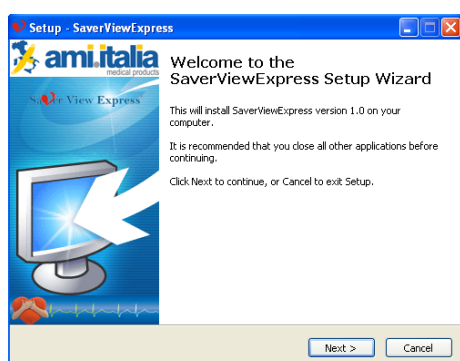 Setup - SaverViewExpress
ami.italia
medical products
Saver View Express
Welcome to the
SaverViewExpress Setup Wizard
This will install SaverViewExpress version 1.0 on your
computer.
It is recommended that you close all other applications before
continuing.
Click Next to continue, or Cancel to exit Setup.
Next >
Cancel